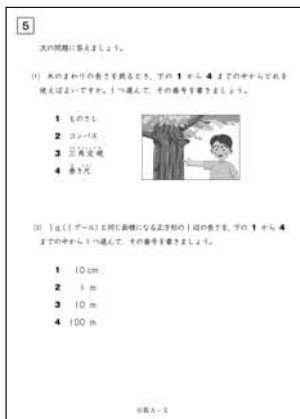 5
次の問題に答えましょう。
(1) 木のまわりの長さを測るとき、下の 1 から 4 までの中からどれを
使えばよいですか。1つ選んで、その番号を書きましょう。
1 ものさし
2 コンパス
3 三角定規
4 巻き尺
(2) 1a(1アール)と同じ面積になる正方形の1辺の長さを、下の 1 から 4
までの中から1つ選んで、その番号を書きましょう。
1 10 cm
2 1 m
3 10 m
4 100 m
小算A-5